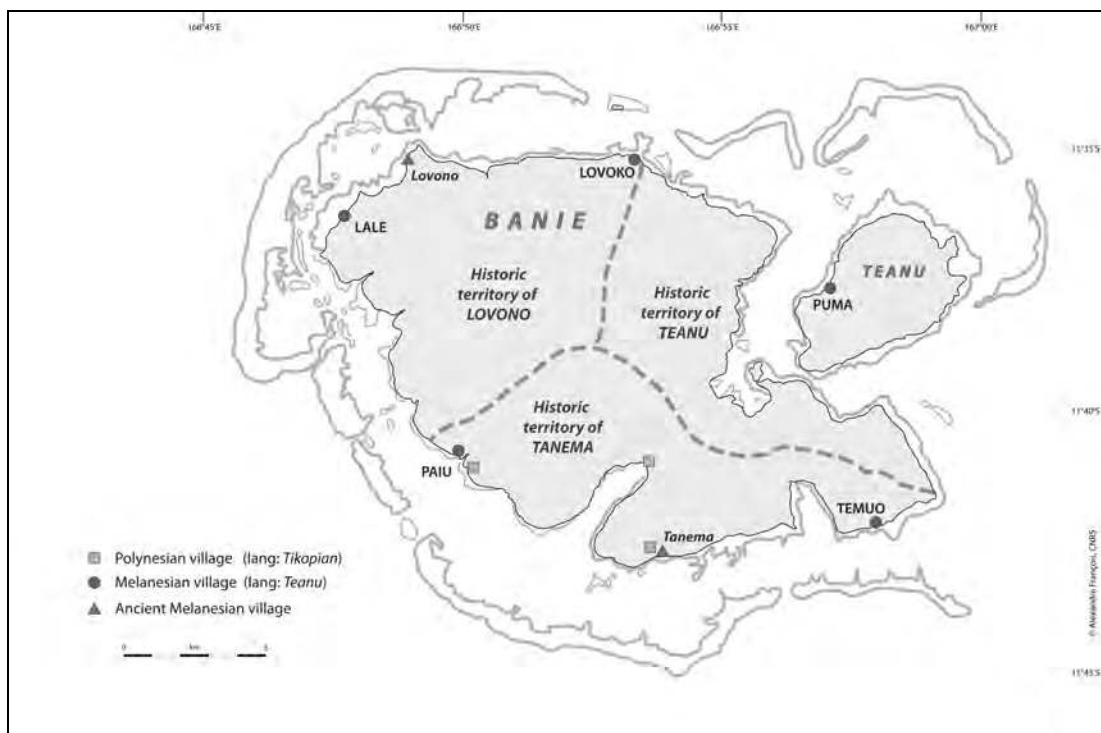 166°45'E
166°50'E
166°55'E
167°00'E
11°35'S
Lovono
LOVOKO
LALE
BANIE
TEANU
PUMA
Historic
territory of
LOVONO
Historic
territory of
TEANU
11°40'S
Historic
territory of
TANEMA
PAIU
TEMUO
Tanema
Polynesian village (lang: Tikopian)
Melanesian village (lang: Teanu)
Ancient Melanesian village
0 km 5
11°45'S
© Alexandre François, CNRS